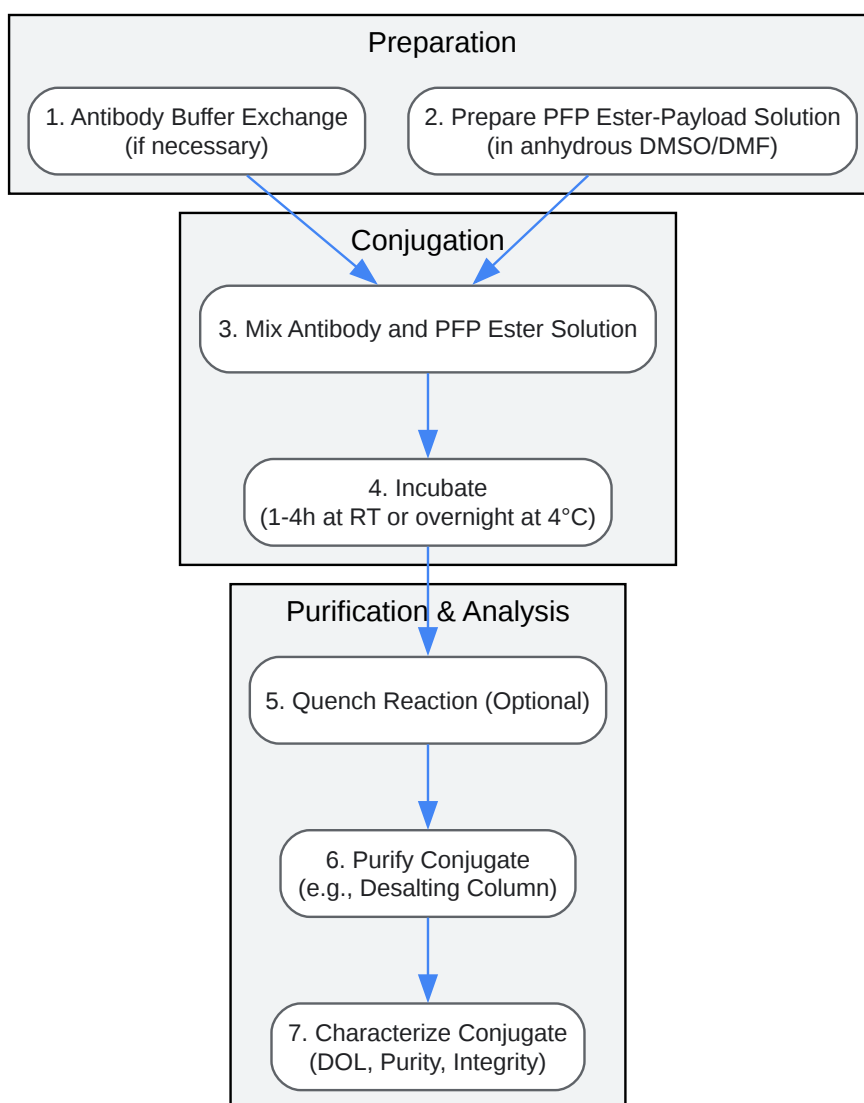 Preparation
1. Antibody Buffer Exchange
(if necessary)
2. Prepare PFP Ester-Payload Solution
(in anhydrous DMSO/DMF)
Conjugation
3. Mix Antibody and PFP Ester Solution
4. Incubate
(1-4h at RT or overnight at 4°C)
Purification & Analysis
5. Quench Reaction (Optional)
6. Purify Conjugate
(e.g., Desalting Column)
7. Characterize Conjugate
(DOL, Purity, Integrity)